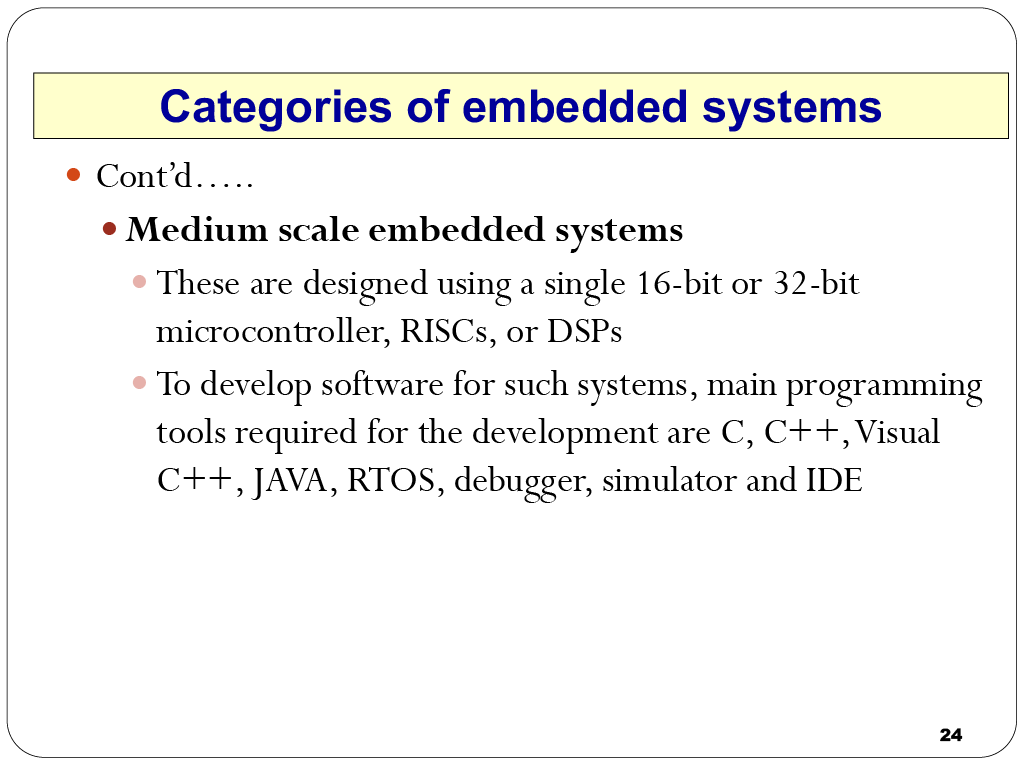 Categories of embedded systems
Cont’d…..
Medium scale embedded systems
These are designed using a single 16-bit or 32-bit
microcontroller, RISCs, or DSPs
To develop software for such systems, main programming
tools required for the development are C, C++, Visual
C++, JAVA, RTOS, debugger, simulator and IDE
24